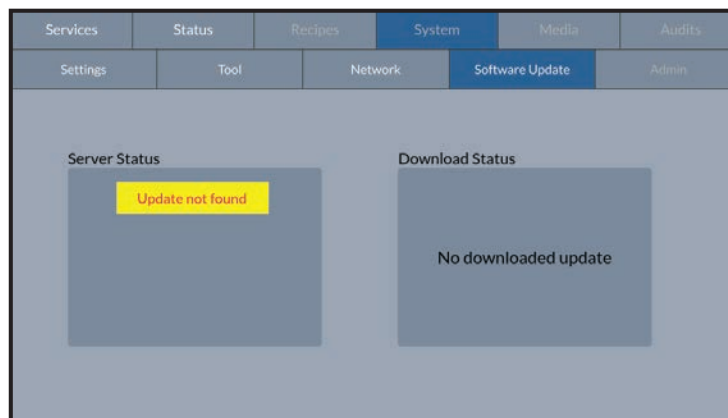 Services Status Recipes System Media Audits
Settings Tool Network Software Update Admin
Server Status Download Status
Update not found
No downloaded update